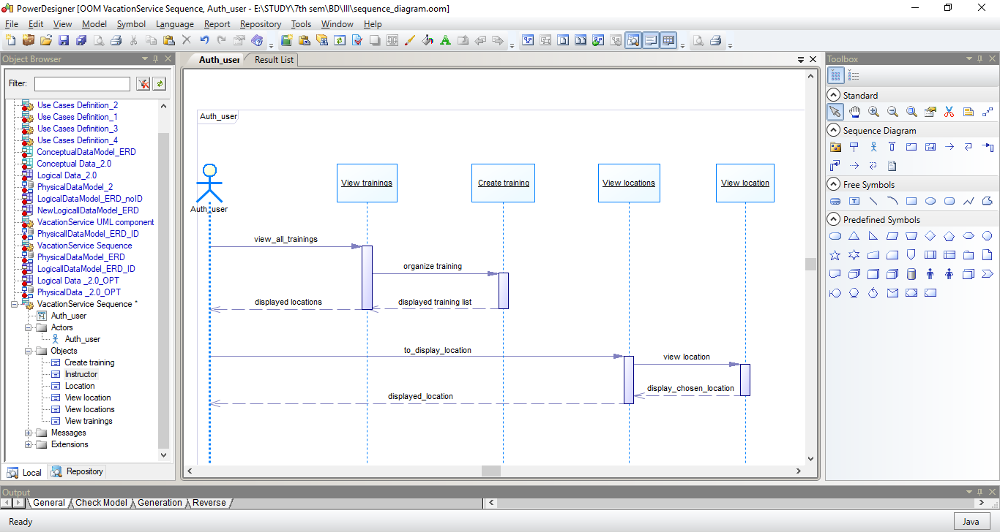 PowerDesigner [OOM VacationService Sequence, Auth_user - E:\STUDY\7th sem\BD\III\sequence_diagram.oom]
File Edit View Model Symbol Language Report Repository Tools Window Help
Object Browser
Filter:
Use Cases Definition_2
Use Cases Definition_1
Use Cases Definition_3
Use Cases Definition_4
ConceptualDataModel_ERD
Conceptual Data_2.0
Logical Data_2.0
PhysicalDataModel_2
LogicalDataModel_ERD_noID
NewLogicallDataModel_ERD
VacationService UML component
PhysicallDataModel_ERD_ID
VacationService Sequence
PhysicalDataModel_ERD
LogicallDataModel_ERD_ID
Logical Data _2.0_OPT
PhysicalData _2.0_OPT
VacationService Sequence *
Auth_user
Actors
Auth_user
Objects
Create training
Instructor
Location
View location
View locations
View trainings
Messages
Extensions
Local Repository
Auth_user Result List
Auth_user
View trainings Create training View locations View location
Auth_user
view_all_trainings
organize training
displayed locations displayed training list
to_display_location
view location
display_chosen_location
displayed_location
Toolbox
Standard
Sequence Diagram
Free Symbols
Predefined Symbols
Output
General Check Model Generation Reverse
Ready Java